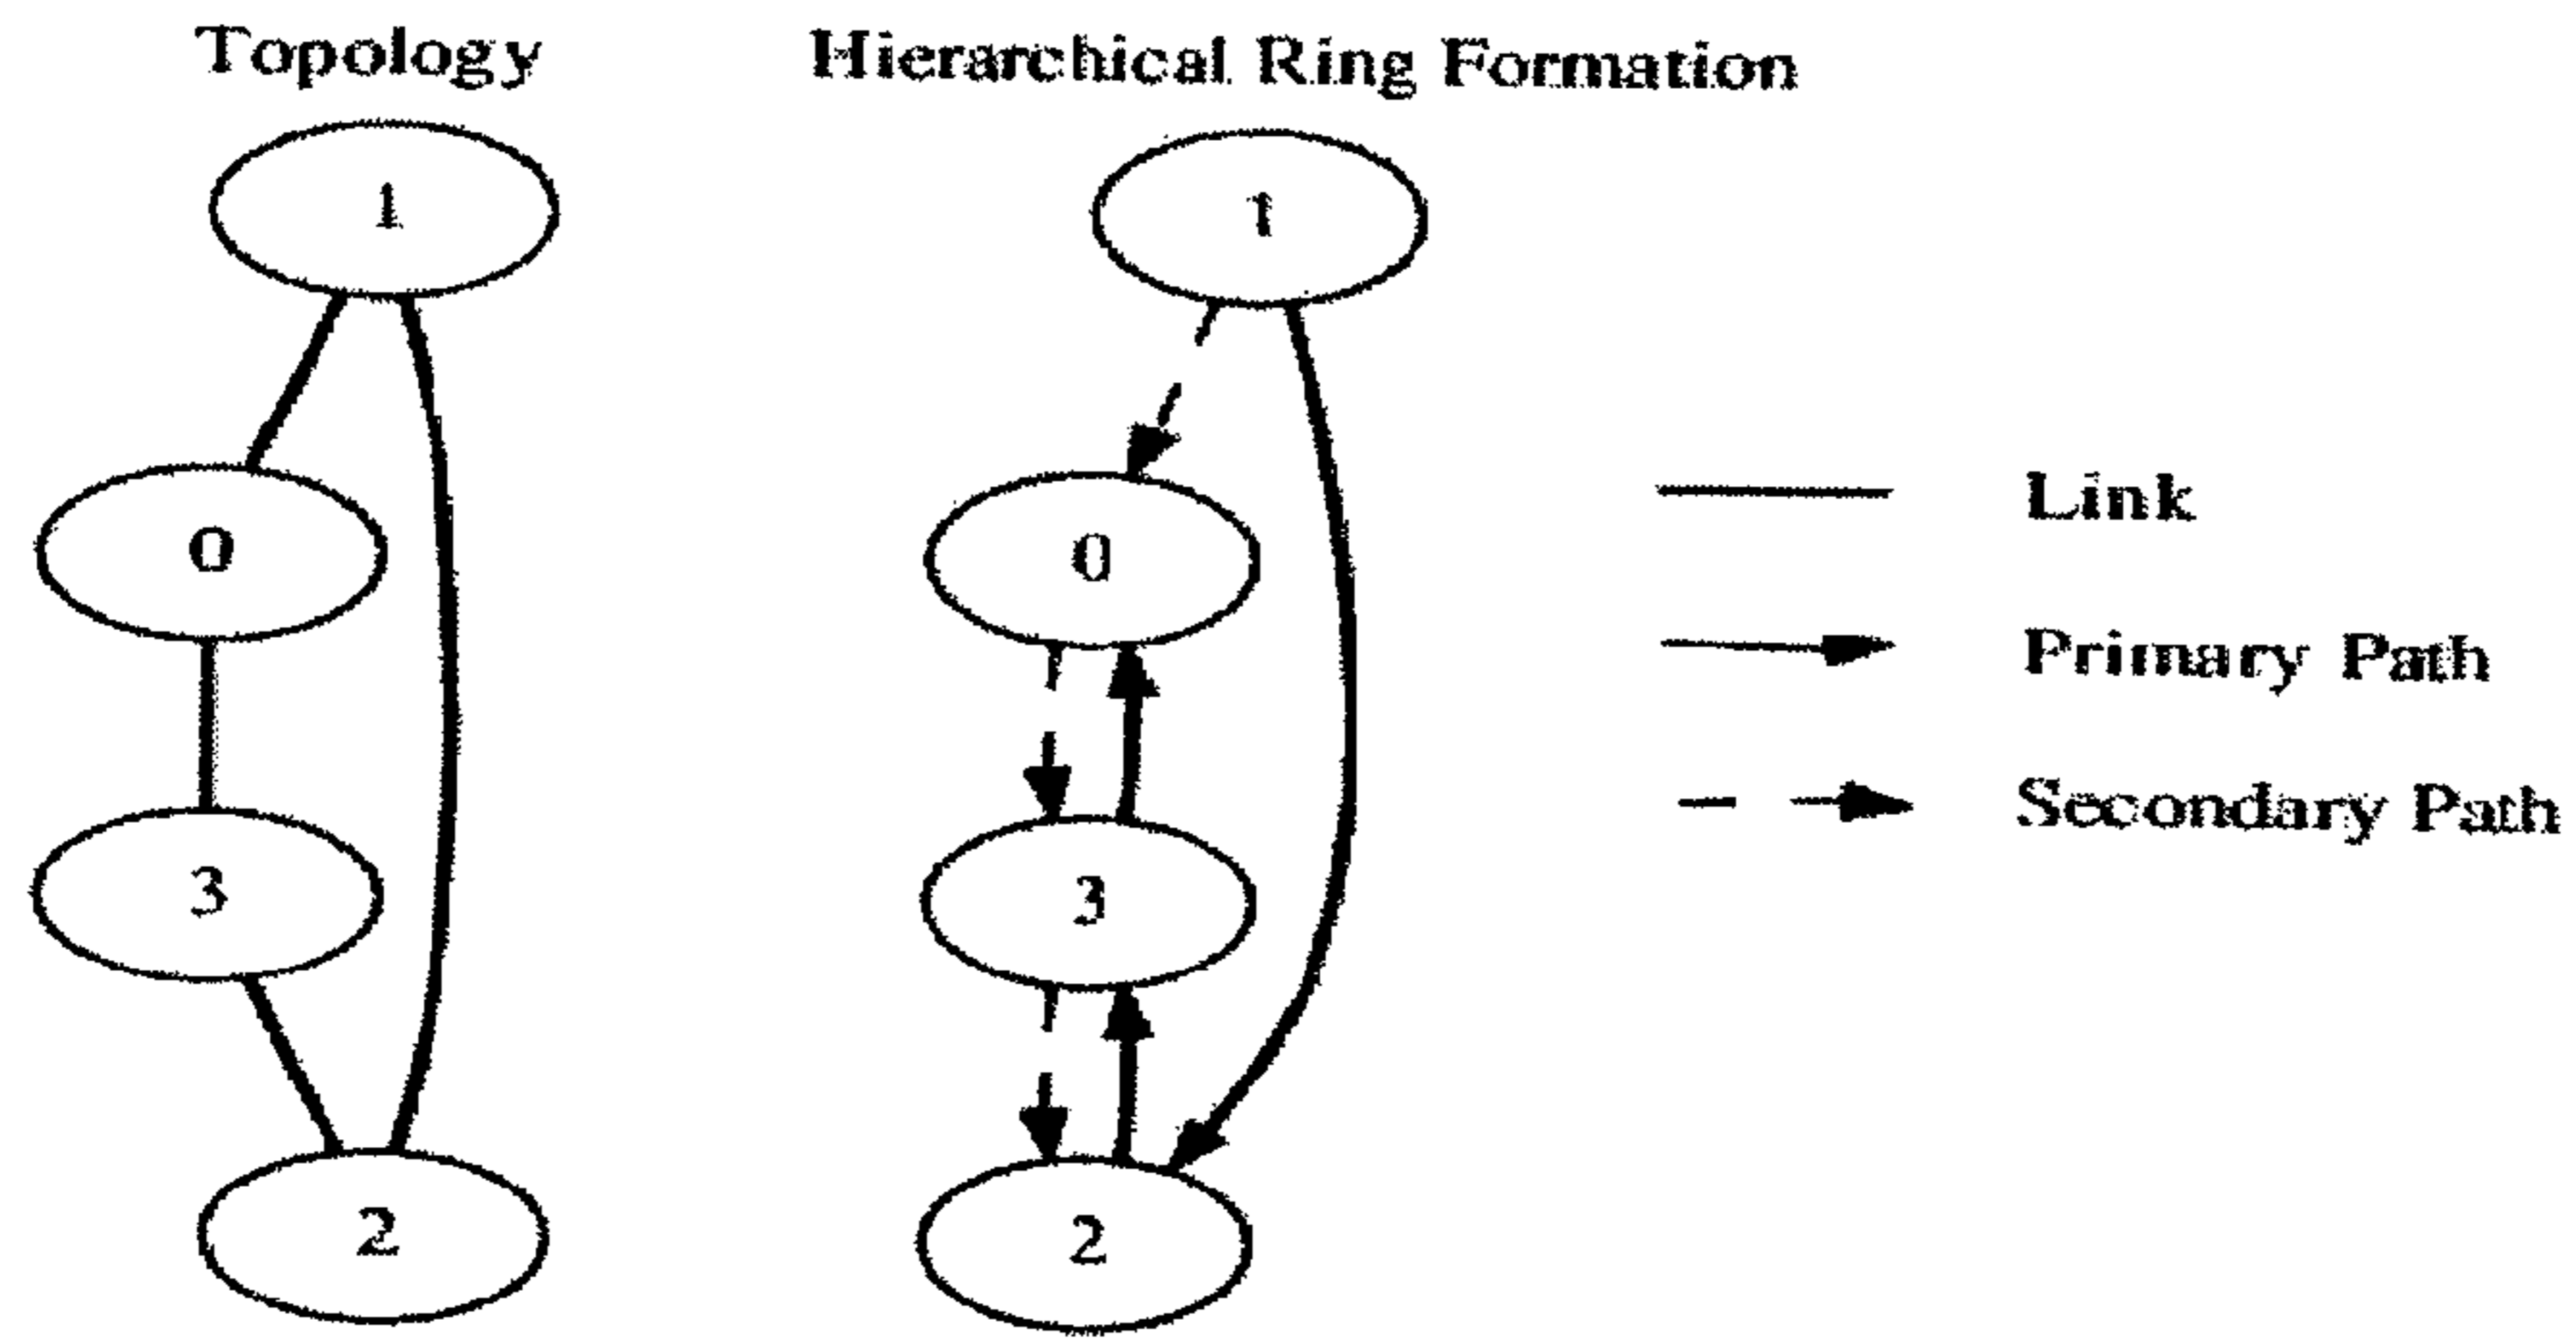 Topology
Hierarchical Ring Formation
1
0
3
2
1
0
3
2
Link
Primary Path
Secondary Path